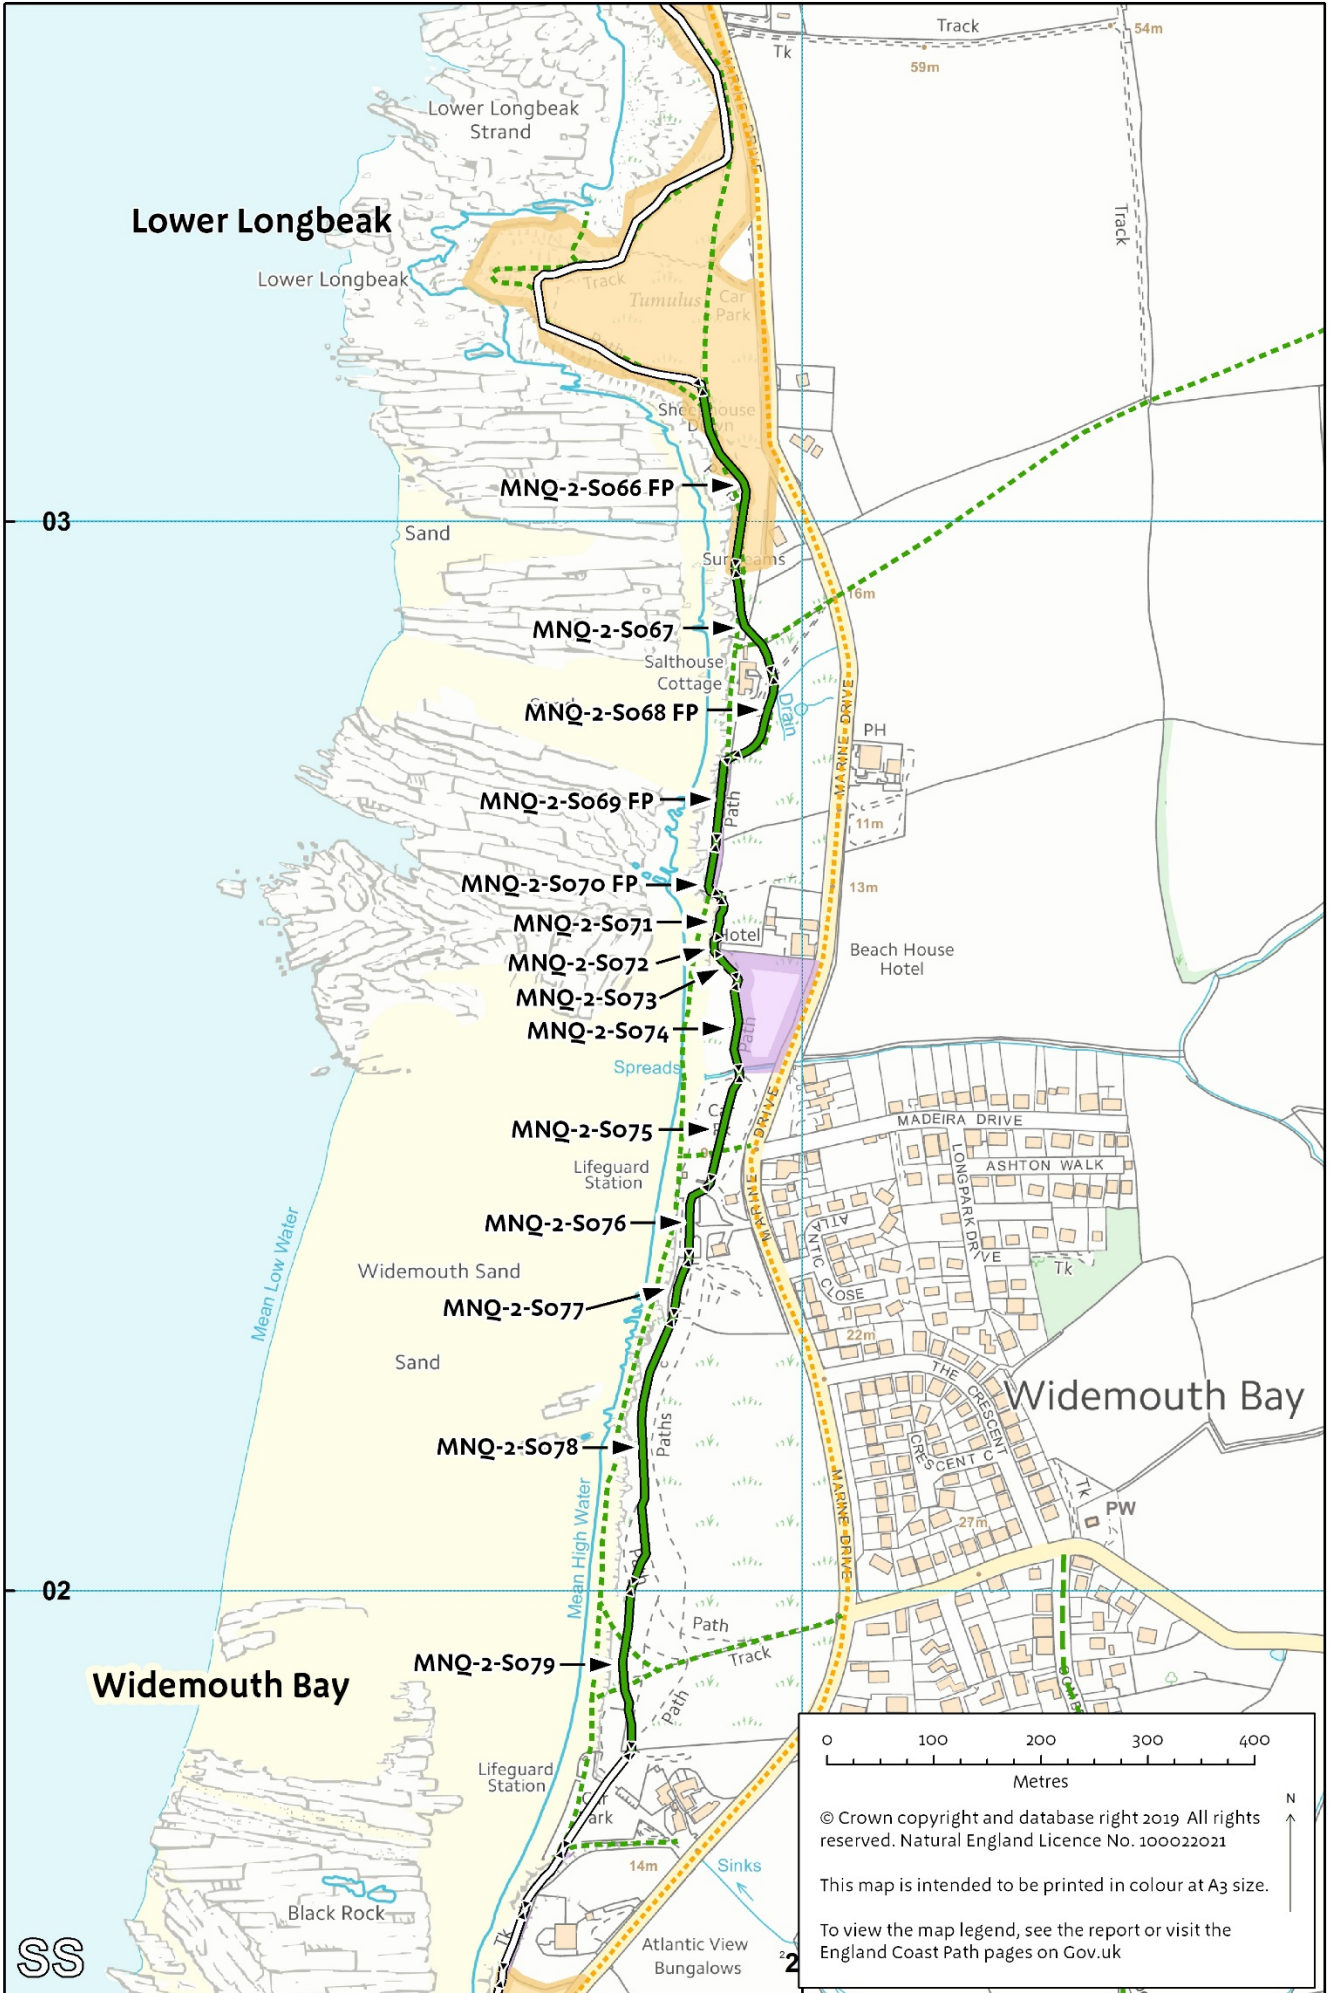 Track
54m
Tk
59m
Lower Longbeak
Strand
Lower Longbeak
Track
Lower Longbeak
Track
Tumulus
Car
Park
MNQ-2-S066 FP
03
Sand
MNQ-2-S067
16m
Salthouse
Cottage
MNQ-2-S068 FP
Drain
MARINE DRIVE
PH
MNQ-2-S069 FP
Path
11m
MNQ-2-S070 FP
13m
MNQ-2-S071
Hotel
Beach House
Hotel
MNQ-2-S072
MNQ-2-S073
MNQ-2-S074
Path
Spreads
MNQ-2-S075
MARINE DRIVE
MADEIRA DRIVE
ASHTON WALK
LONGPARK DRIVE
Lifeguard
Station
MNQ-2-S076
ATLANTIC CLOSE
Tk
Mean Low Water
Widemouth Sand
MNQ-2-S077
22m
Sand
THE CRESCENT
Widemouth Bay
MNQ-2-S078
Paths
CRESCENT C
Mean High Water
MARINE DRIVE
27m
Tk
PW
Path
02
Path
Track
MNQ-2-S079
Widemouth Bay
Path
Lifeguard
Station
Car
Park
14m
Sinks
Black Rock
Tk
Atlantic View
Bungalows
SS
0 100 200 300 400
Metres
N
© Crown copyright and database right 2019 All rights
reserved. Natural England Licence No. 100022021
This map is intended to be printed in colour at A3 size.
To view the map legend, see the report or visit the
England Coast Path pages on Gov.uk